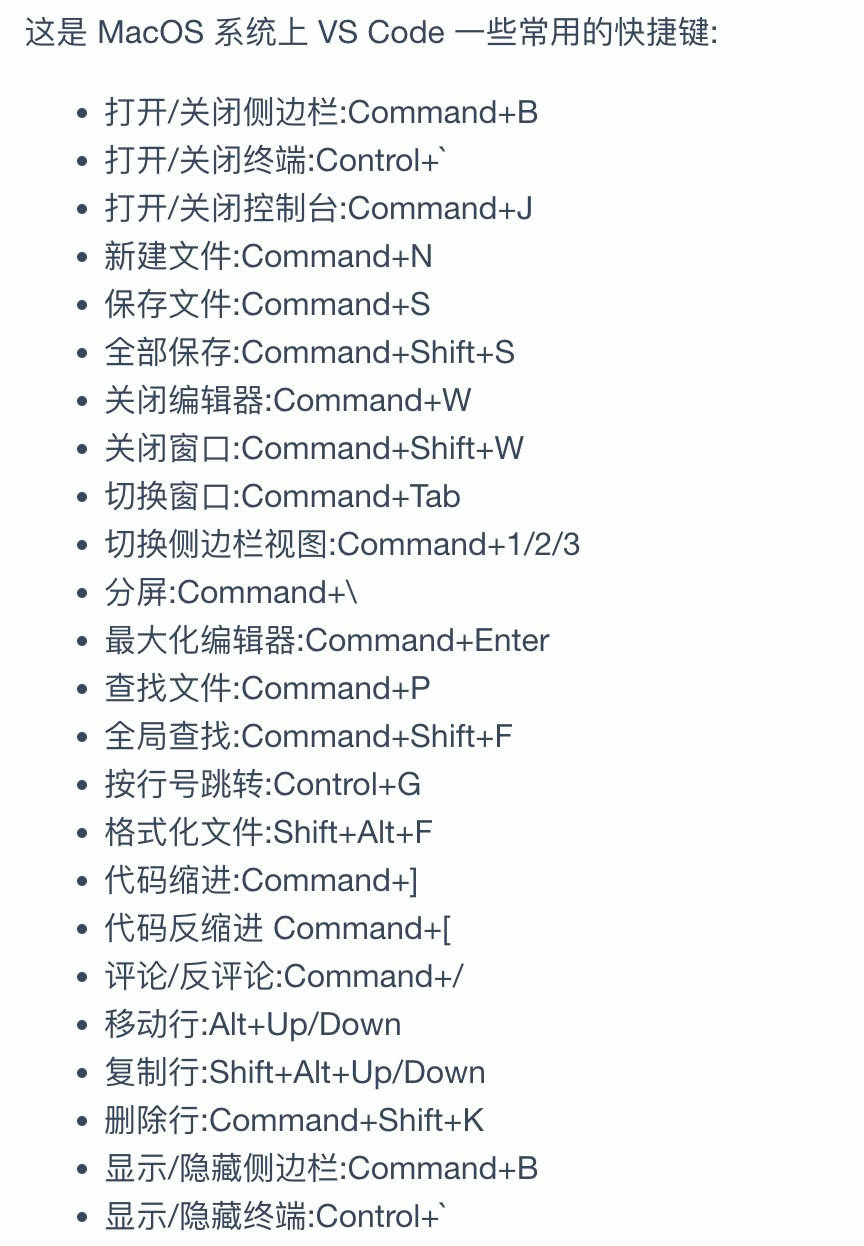 这是 MacOS 系统上 VS Code 一些常用的快捷键:
• 打开/关闭侧边栏:Command+B
• 打开/关闭终端:Control+`
• 打开/关闭控制台:Command+J
• 新建文件:Command+N
• 保存文件:Command+S
• 全部保存:Command+Shift+S
• 关闭编辑器:Command+W
• 关闭窗口:Command+Shift+W
• 切换窗口:Command+Tab
• 切换侧边栏视图:Command+1/2/3
• 分屏:Command+\
• 最大化编辑器:Command+Enter
• 查找文件:Command+P
• 全局查找:Command+Shift+F
• 按行号跳转:Control+G
• 格式化文件:Shift+Alt+F
• 代码缩进:Command+]
• 代码反缩进 Command+[
• 评论/反评论:Command+/
• 移动行:Alt+Up/Down
• 复制行:Shift+Alt+Up/Down
• 删除行:Command+Shift+K
• 显示/隐藏侧边栏:Command+B
• 显示/隐藏终端:Control+`